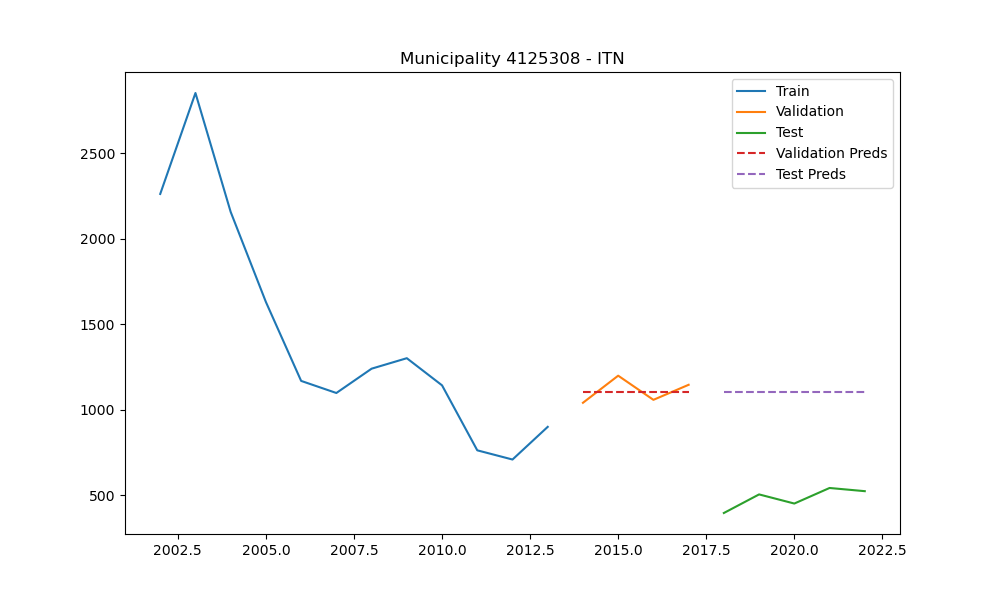 Municipality 4125308 - ITN
Train
Validation
Test
Validation Preds
Test Preds
2500
2000
1500
1000
500
2002.5 2005.0 2007.5 2010.0 2012.5 2015.0 2017.5 2020.0 2022.5